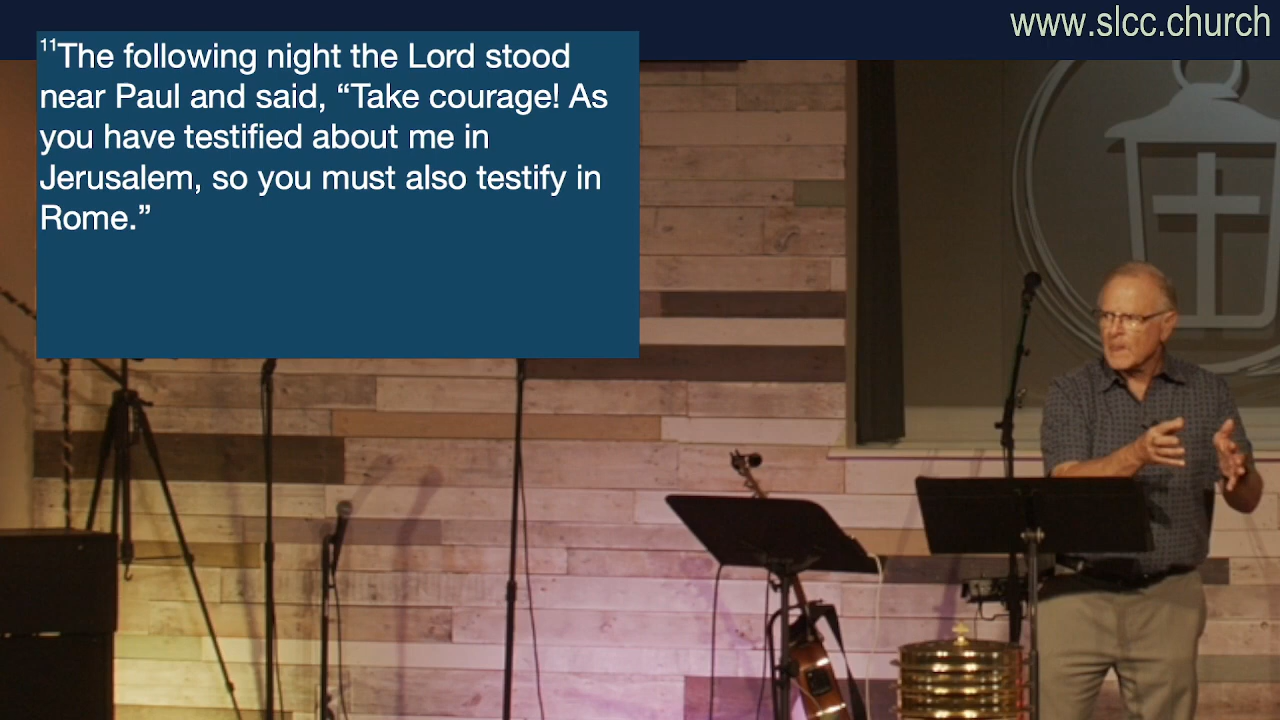 www.slcc.church
¹¹The following night the Lord stood
near Paul and said, “Take courage! As
you have testified about me in
Jerusalem, so you must also testify in
Rome.”